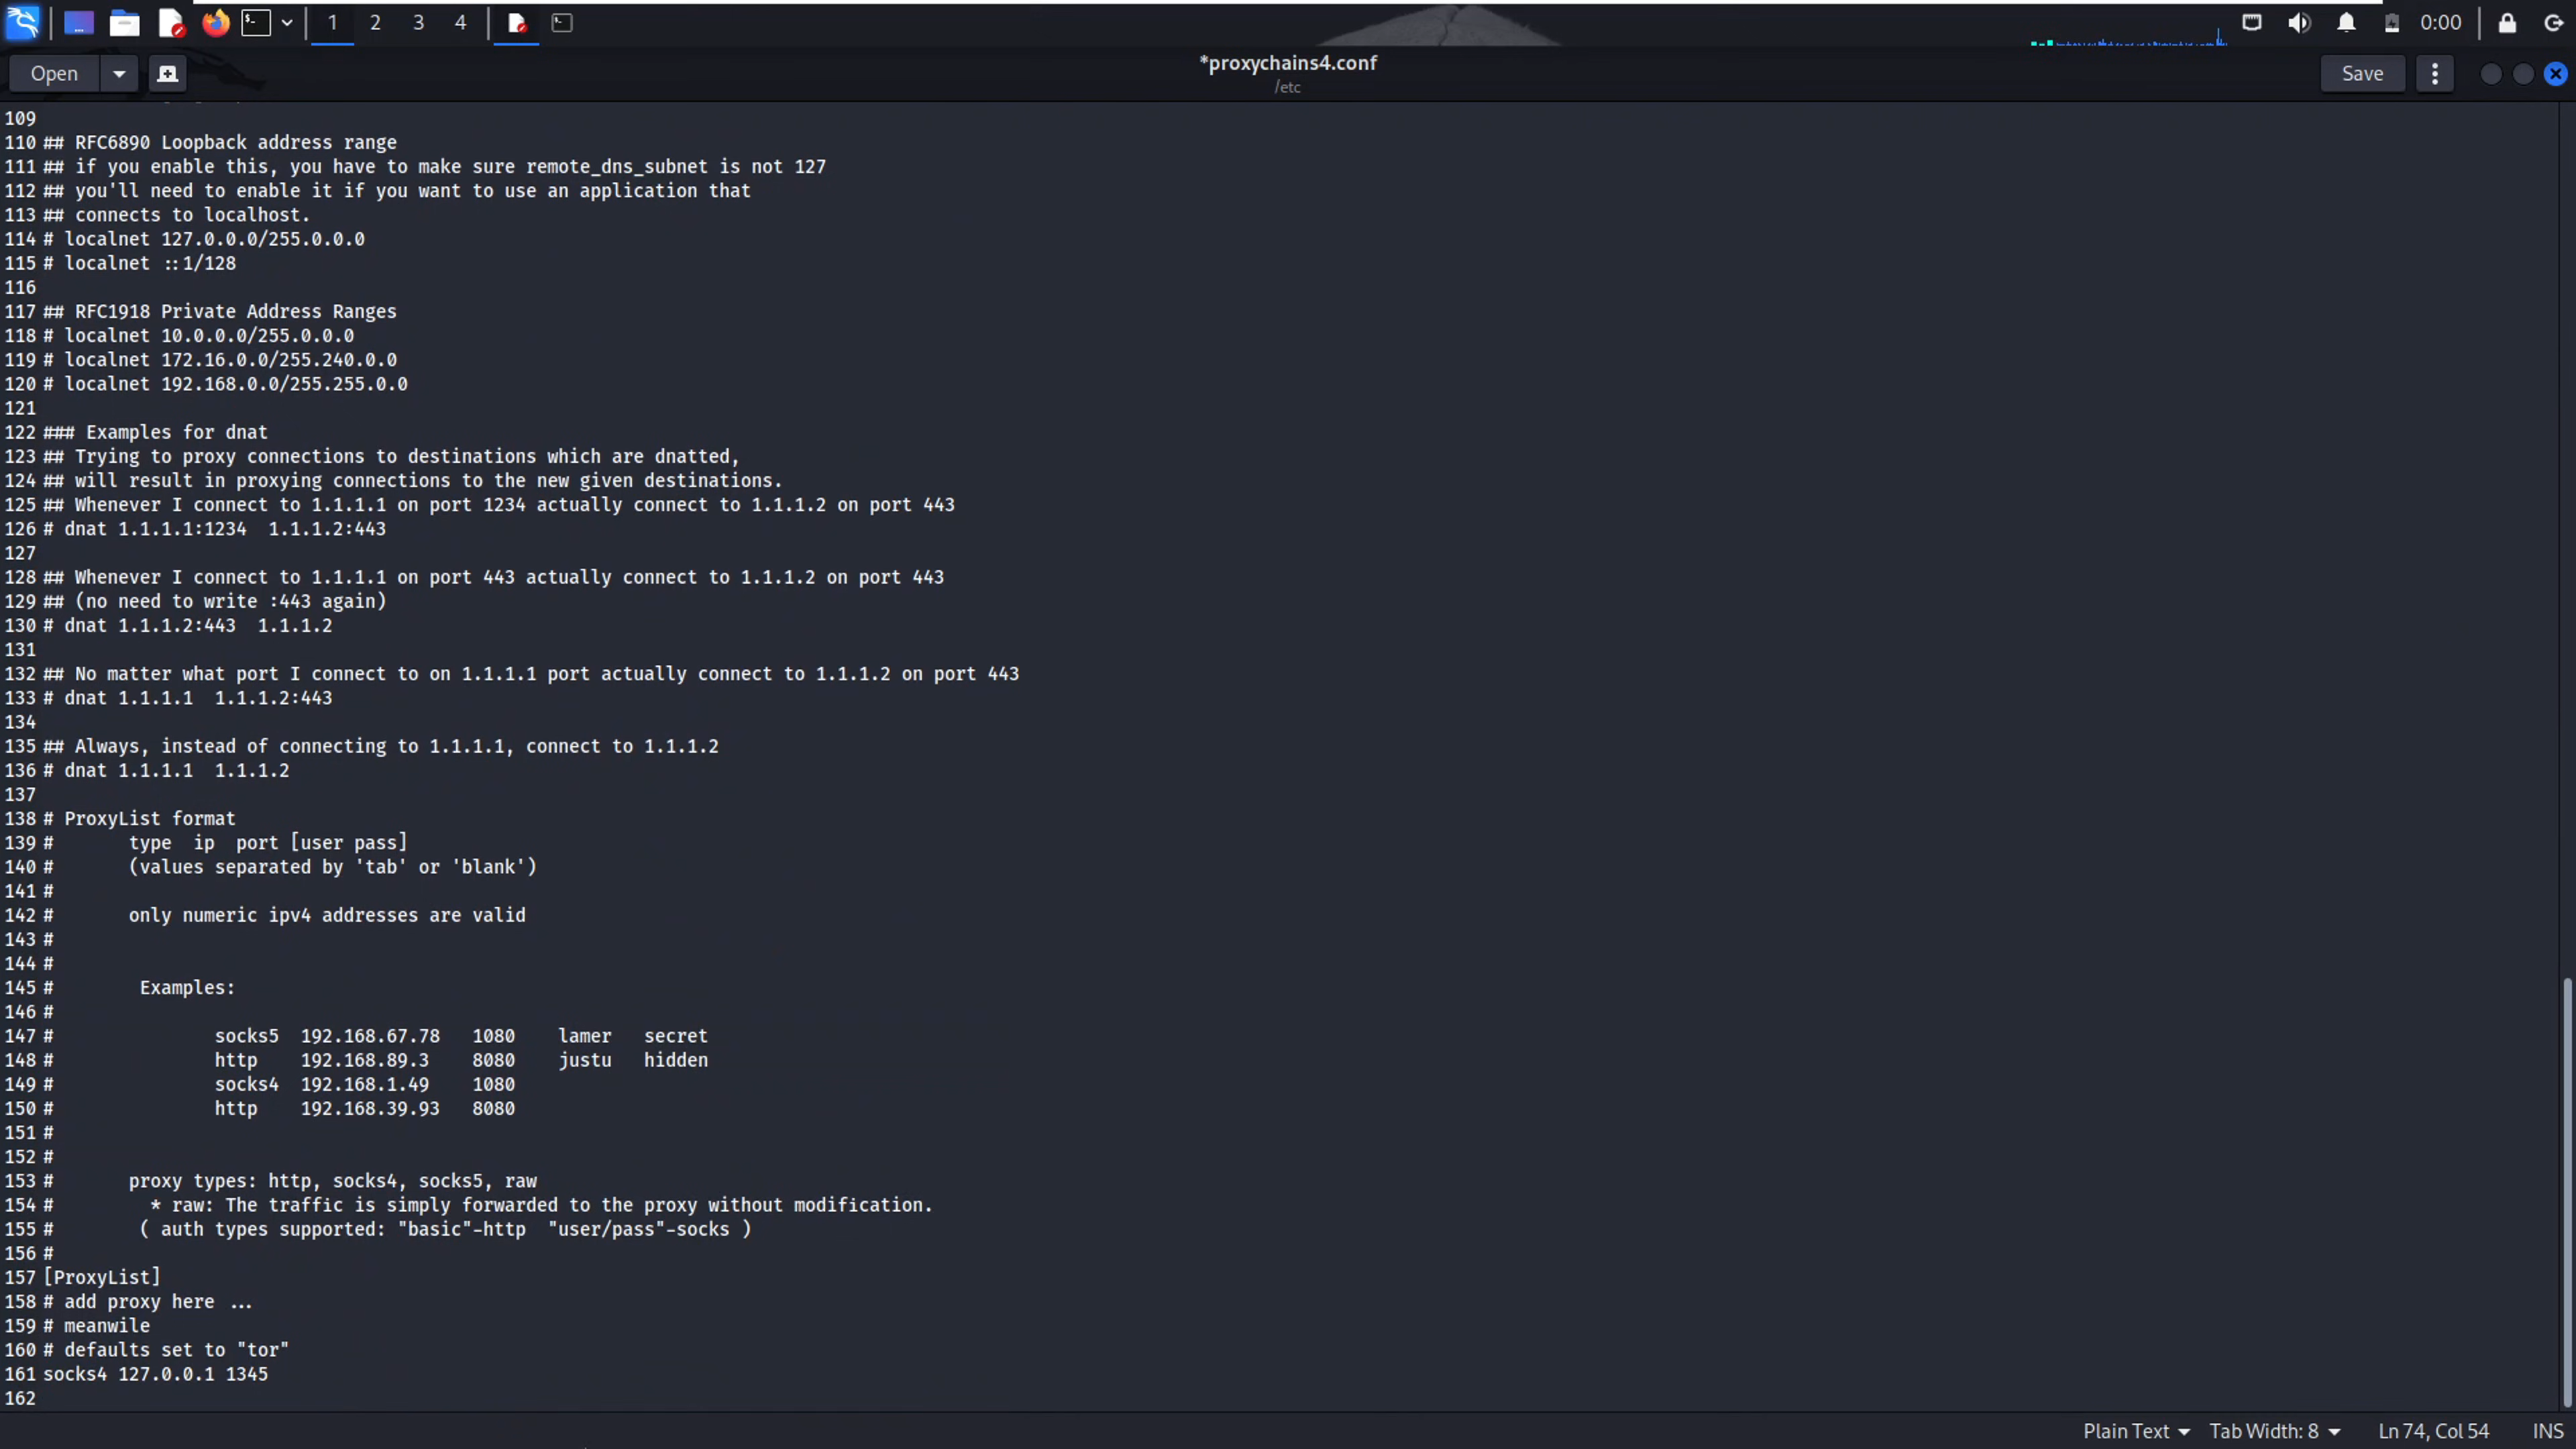 1 2 3 4 0:00
Open *proxychains4.conf Save
/etc
109
110 ## RFC6890 Loopback address range
111 ## if you enable this, you have to make sure remote_dns_subnet is not 127
112 ## you'll need to enable it if you want to use an application that
113 ## connects to localhost.
114 # localnet 127.0.0.0/255.0.0.0
115 # localnet ::1/128
116
117 ## RFC1918 Private Address Ranges
118 # localnet 10.0.0.0/255.0.0.0
119 # localnet 172.16.0.0/255.240.0.0
120 # localnet 192.168.0.0/255.255.0.0
121
122 ### Examples for dnat
123 ## Trying to proxy connections to destinations which are dnatted,
124 ## will result in proxying connections to the new given destinations.
125 ## Whenever I connect to 1.1.1.1 on port 1234 actually connect to 1.1.1.2 on port 443
126 # dnat 1.1.1.1:1234  1.1.1.2:443
127
128 ## Whenever I connect to 1.1.1.1 on port 443 actually connect to 1.1.1.2 on port 443
129 ## (no need to write :443 again)
130 # dnat 1.1.1.2:443  1.1.1.2
131
132 ## No matter what port I connect to on 1.1.1.1 port actually connect to 1.1.1.2 on port 443
133 # dnat 1.1.1.1  1.1.1.2:443
134
135 ## Always, instead of connecting to 1.1.1.1, connect to 1.1.1.2
136 # dnat 1.1.1.1  1.1.1.2
137
138 # ProxyList format
139 #       type  ip  port [user pass]
140 #       (values separated by 'tab' or 'blank')
141 #
142 #       only numeric ipv4 addresses are valid
143 #
144 #
145 #        Examples:
146 #
147 #               socks5  192.168.67.78   1080    lamer   secret
148 #               http    192.168.89.3    8080    justu   hidden
149 #               socks4  192.168.1.49    1080
150 #               http    192.168.39.93   8080
151 #
152 #
153 #       proxy types: http, socks4, socks5, raw
154 #         * raw: The traffic is simply forwarded to the proxy without modification.
155 #        ( auth types supported: "basic"-http  "user/pass"-socks )
156 #
157 [ProxyList]
158 # add proxy here ...
159 # meanwile
160 # defaults set to "tor"
161 socks4 127.0.0.1 1345
162
Plain Text Tab Width: 8 Ln 74, Col 54 INS